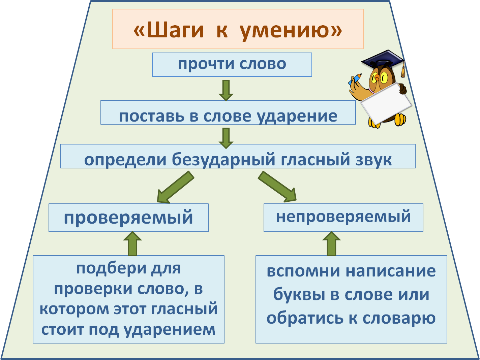 «Шаги к умению»
прочти слово
поставь в слове ударение
определи безударный гласный звук
проверяемый
непроверяемый
подбери для
проверки слово, в
котором этот гласный
стоит под ударением
вспомни написание
буквы в слове или
обратись к словарю